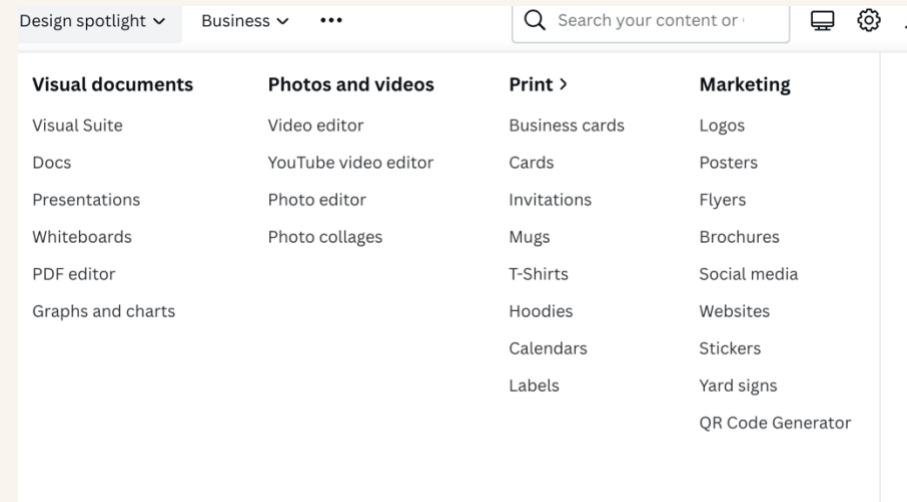 Design spotlight
Business
Search your content or
Visual documents
Visual Suite
Docs
Presentations
Whiteboards
PDF editor
Graphs and charts
Photos and videos
Video editor
YouTube video editor
Photo editor
Photo collages
Print >
Business cards
Cards
Invitations
Mugs
T-Shirts
Hoodies
Calendars
Labels
Marketing
Logos
Posters
Flyers
Brochures
Social media
Websites
Stickers
Yard signs
QR Code Generator